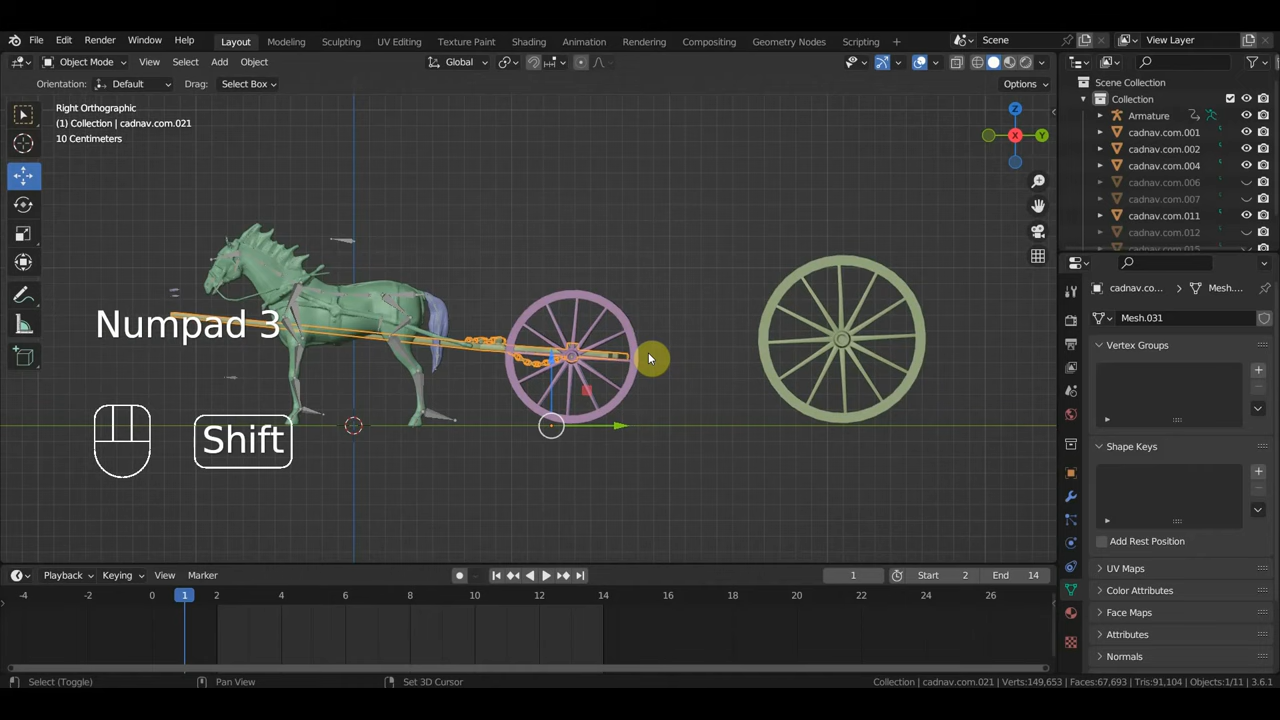 File Edit Render Window Help Layout Modeling Sculpting UV Editing Texture Paint Shading Animation Rendering Compositing Geometry Nodes Scripting + Scene View Layer
Object Mode View Select Add Object Global
Orientation: Default Drag: Select Box Options
Right Orthographic
(1) Collection | cadnav.com.021
10 Centimeters
Z
X
Y
Numpad 3
Shift
Scene Collection
Collection
Armature
cadnav.com.001
cadnav.com.002
cadnav.com.004
cadnav.com.006
cadnav.com.007
cadnav.com.011
cadnav.com.012
cadnav.co... Mesh....
Mesh.031
Vertex Groups
Shape Keys
Add Rest Position
UV Maps
Color Attributes
Face Maps
Attributes
Normals
Playback Keying View Marker 1 Start 2 End 14
-4 -2 0 1 2 4 6 8 10 12 14 16 18 20 22 24 26
Select (Toggle) Pan View Set 3D Cursor Collection | cadnav.com.021 | Verts:149,653 | Faces:67,693 | Tris:91,104 | Objects:1/11 | 3.6.1